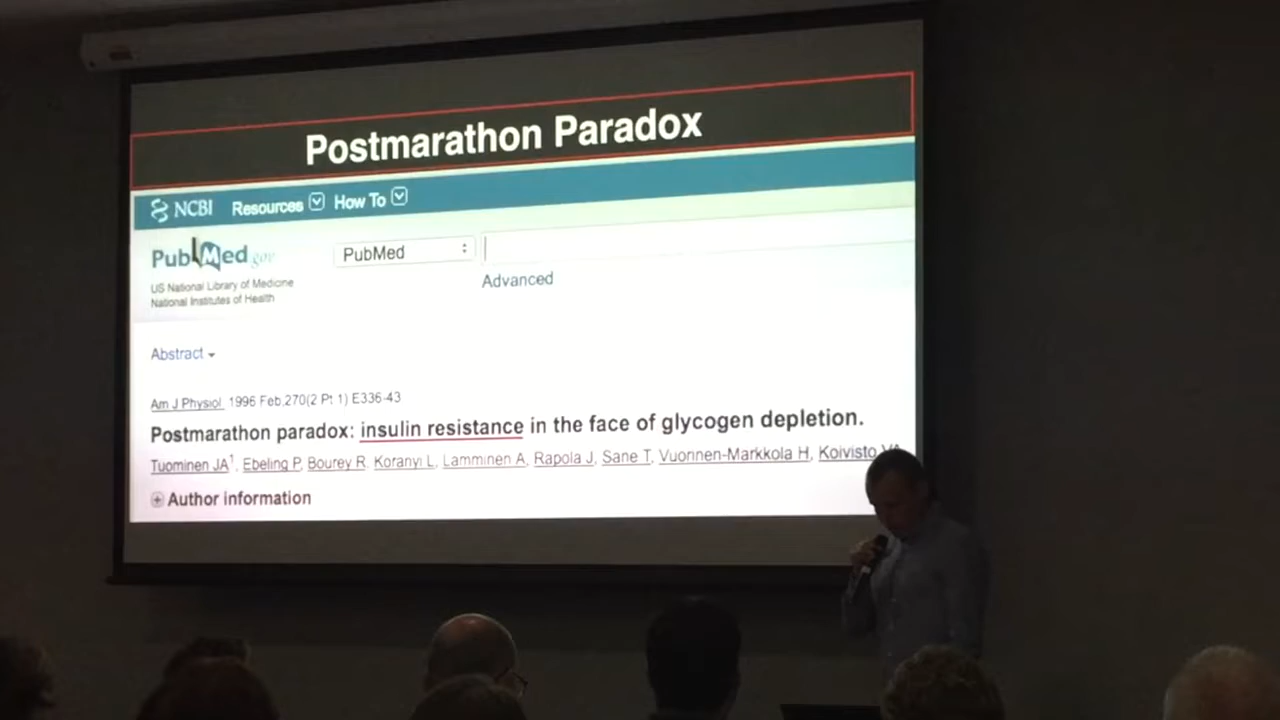 Postmarathon Paradox
NCBI Resources How To
PubMed.gov PubMed
US National Library of Medicine
National Institutes of Health
Advanced
Abstract
Am J Physiol. 1996 Feb;270(2 Pt 1) E336-43
Postmarathon paradox: insulin resistance in the face of glycogen depletion.
Tuominen JA1, Ebeling P, Bourey R, Koranyi L, Lamminen A, Rapola J, Sane T, Vuorinen-Markkola H, Koivisto VA
Author information